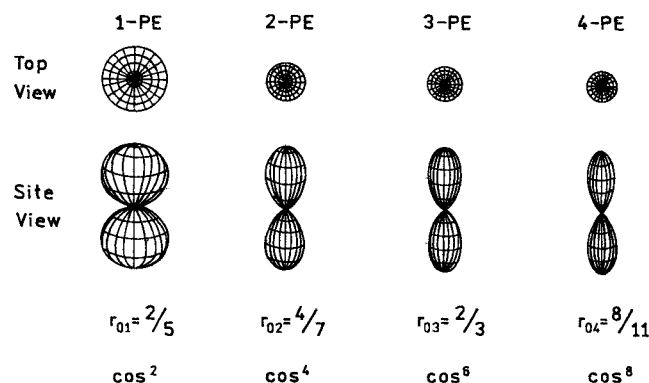 1-PE 2-PE 3-PE 4-PE
Top
View
Site
View
r01= 2/5 r02= 4/7 r03= 2/3 r04= 8/11
cos² cos⁴ cos⁶ cos⁸